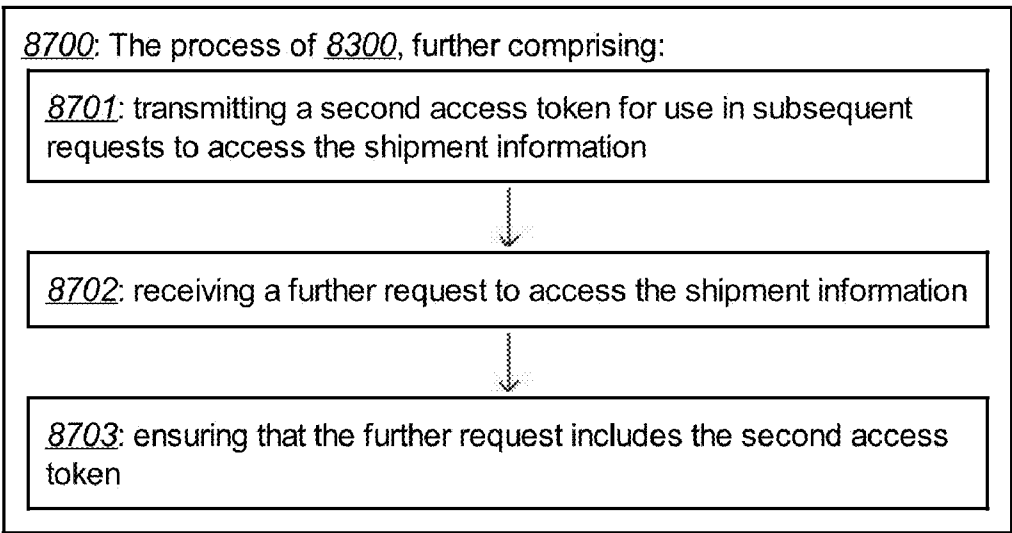 8700: The process of 8300, further comprising:
8701: transmitting a second access token for use in subsequent
requests to access the shipment information
8702: receiving a further request to access the shipment information
8703: ensuring that the further request includes the second access
token